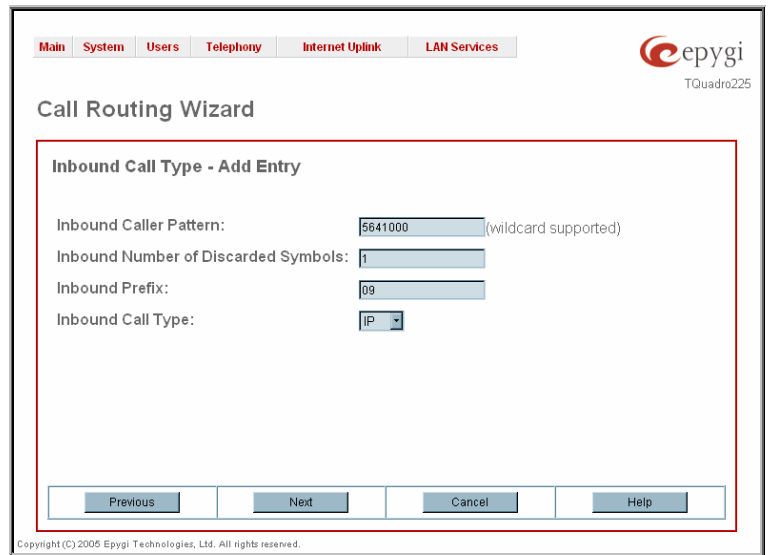 Main System Users Telephony Internet Uplink LAN Services
epygi
TQuadro225
Call Routing Wizard
Inbound Call Type - Add Entry
Inbound Caller Pattern: 5641000 (wildcard supported)
Inbound Number of Discarded Symbols: 1
Inbound Prefix: 09
Inbound Call Type: IP
Previous Next Cancel Help
Copyright (C) 2005 Epygi Technologies, Ltd. All rights reserved.